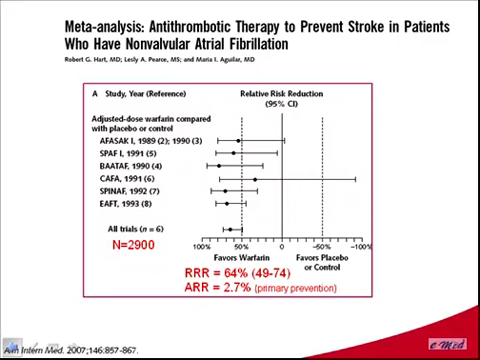 Meta-analysis: Antithrombotic Therapy to Prevent Stroke in Patients
Who Have Nonvalvular Atrial Fibrillation
Robert G. Hart, MD; Lesly A. Pearce, MS; and Maria I. Aguilar, MD
A Study, Year (Reference)
Relative Risk Reduction
(95% CI)
Adjusted-dose warfarin compared
with placebo or control
AFASAK I, 1989 (2); 1990 (3)
SPAF I, 1991 (5)
BAATAF, 1990 (4)
CAFA, 1991 (6)
SPINAF, 1992 (7)
EAFT, 1993 (8)
All trials (n = 6)
N=2900
100% 50% 0 –50% –100%
Favors Warfarin Favors Placebo
or Control
RRR = 64% (49-74)
ARR = 2.7% (primary prevention)
Ann Intern Med. 2007;146:857-867.
e-Med